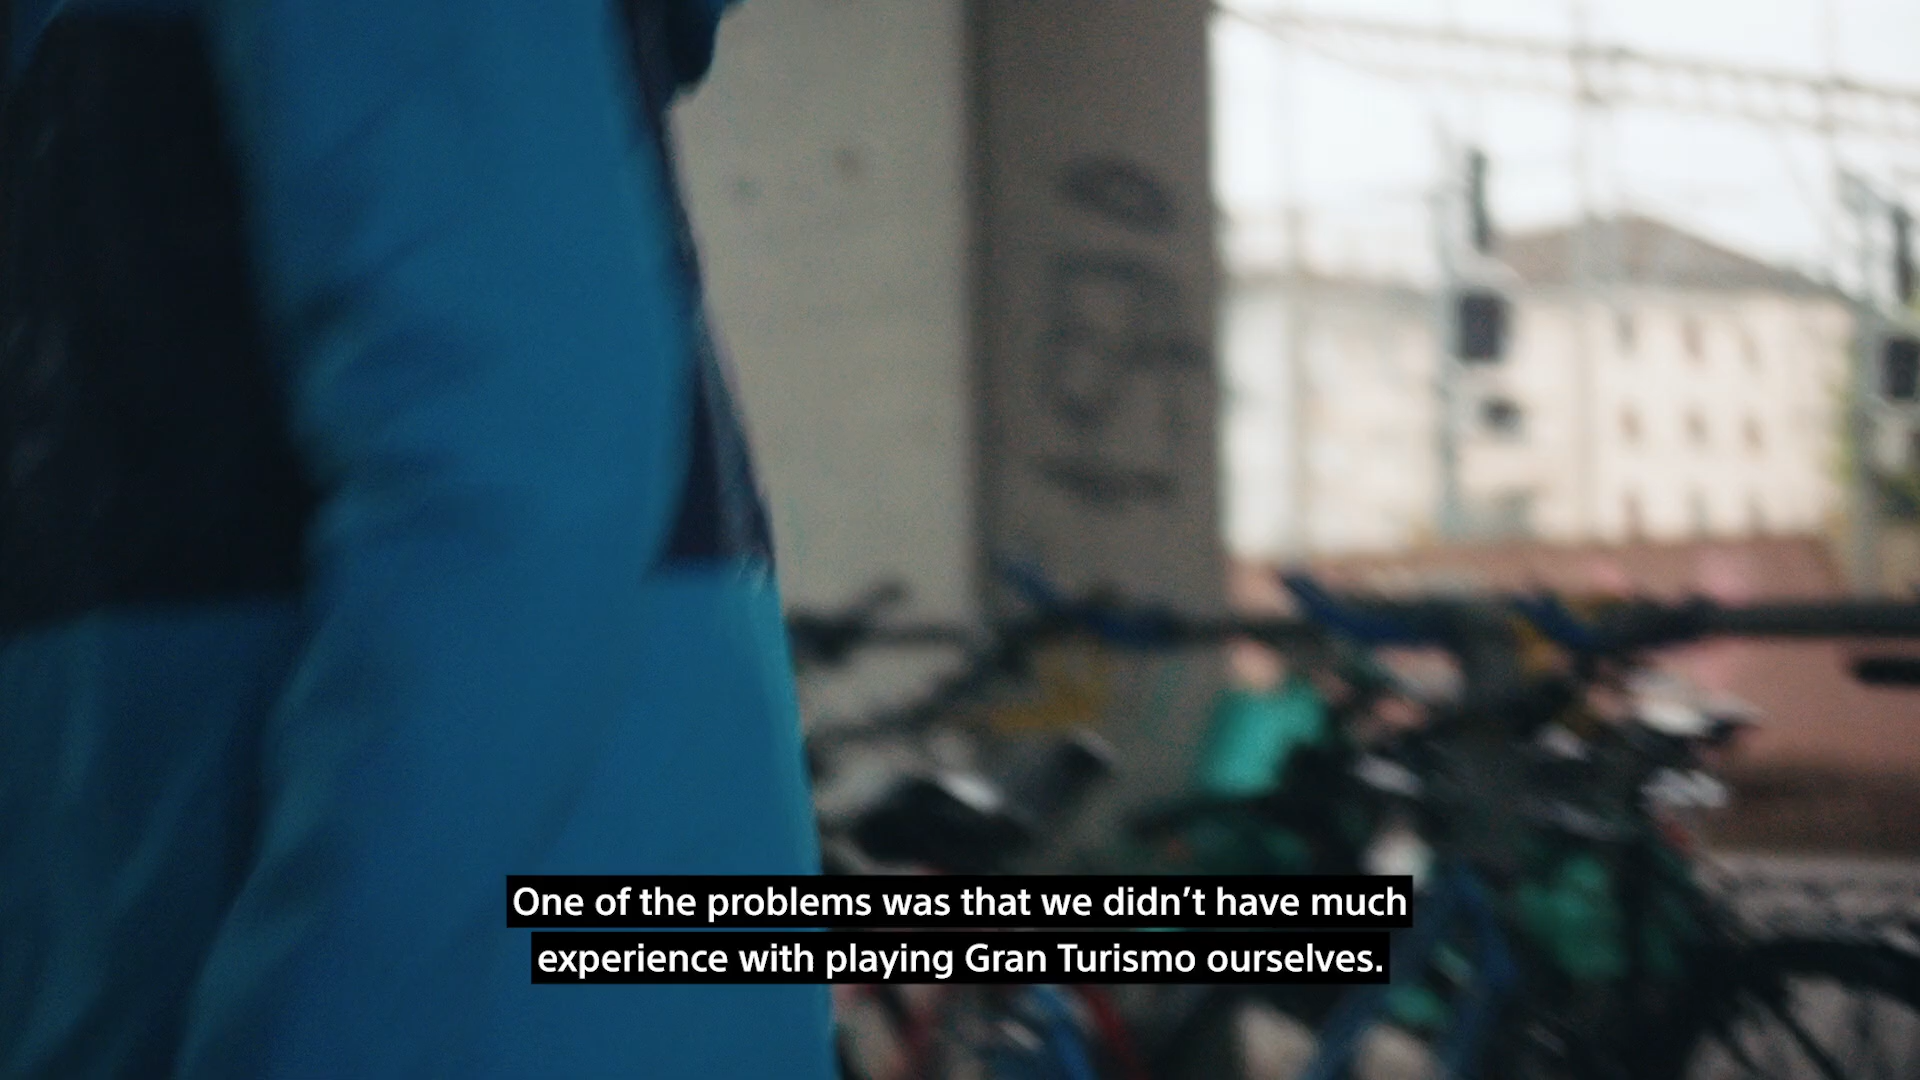 One of the problems was that we didn’t have much
experience with playing Gran Turismo ourselves.